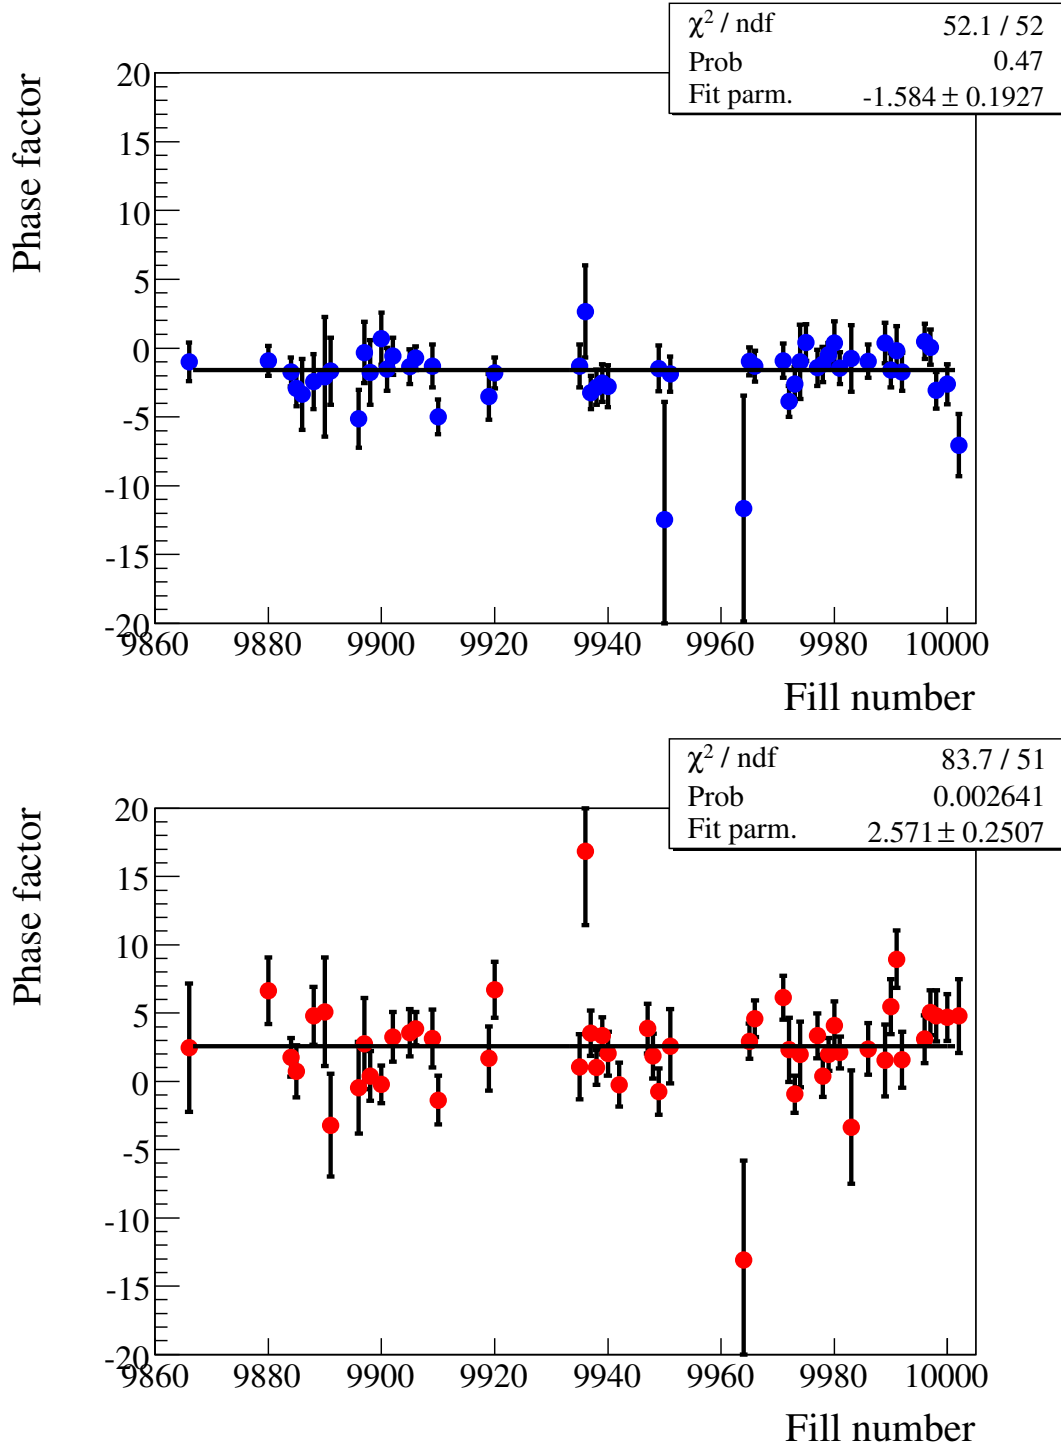 χ² / ndf 52.1 / 52
Prob 0.47
Fit parm. -1.584 ± 0.1927
Phase factor
20
15
10
5
0
-5
-10
-15
-20
9860 9880 9900 9920 9940 9960 9980 10000
Fill number
χ² / ndf 83.7 / 51
Prob 0.002641
Fit parm. 2.571 ± 0.2507
Phase factor
20
15
10
5
0
-5
-10
-15
-20
9860 9880 9900 9920 9940 9960 9980 10000
Fill number